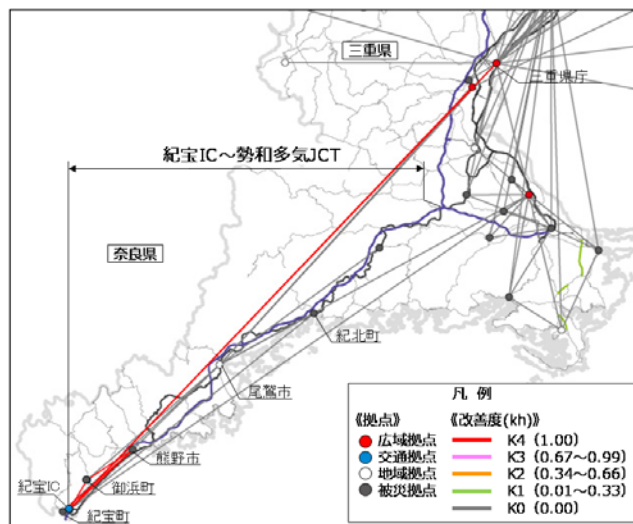 三重県
三重県庁
紀宝IC～勢和多気JCT
奈良県
紀北町
尾鷲市
熊野市
御浜町
紀宝IC
紀宝町
凡 例
《拠点》
《改善度(kh)》
広域拠点
K4 (1.00)
交通拠点
K3 (0.67～0.99)
地域拠点
K2 (0.34～0.66)
被災拠点
K1 (0.01～0.33)
K0 (0.00)